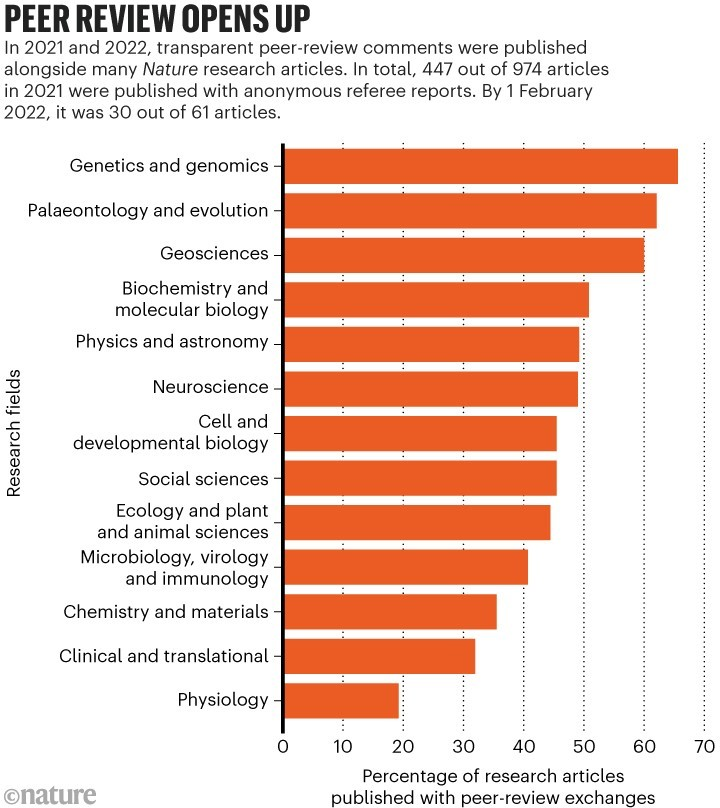 PEER REVIEW OPENS UP
In 2021 and 2022, transparent peer-review comments were published
alongside many Nature research articles. In total, 447 out of 974 articles
in 2021 were published with anonymous referee reports. By 1 February
2022, it was 30 out of 61 articles.
Research fields
Genetics and genomics
Palaeontology and evolution
Geosciences
Biochemistry and
molecular biology
Physics and astronomy
Neuroscience
Cell and
developmental biology
Social sciences
Ecology and plant
and animal sciences
Microbiology, virology
and immunology
Chemistry and materials
Clinical and translational
Physiology
0 10 20 30 40 50 60 70
Percentage of research articles
published with peer-review exchanges
©nature